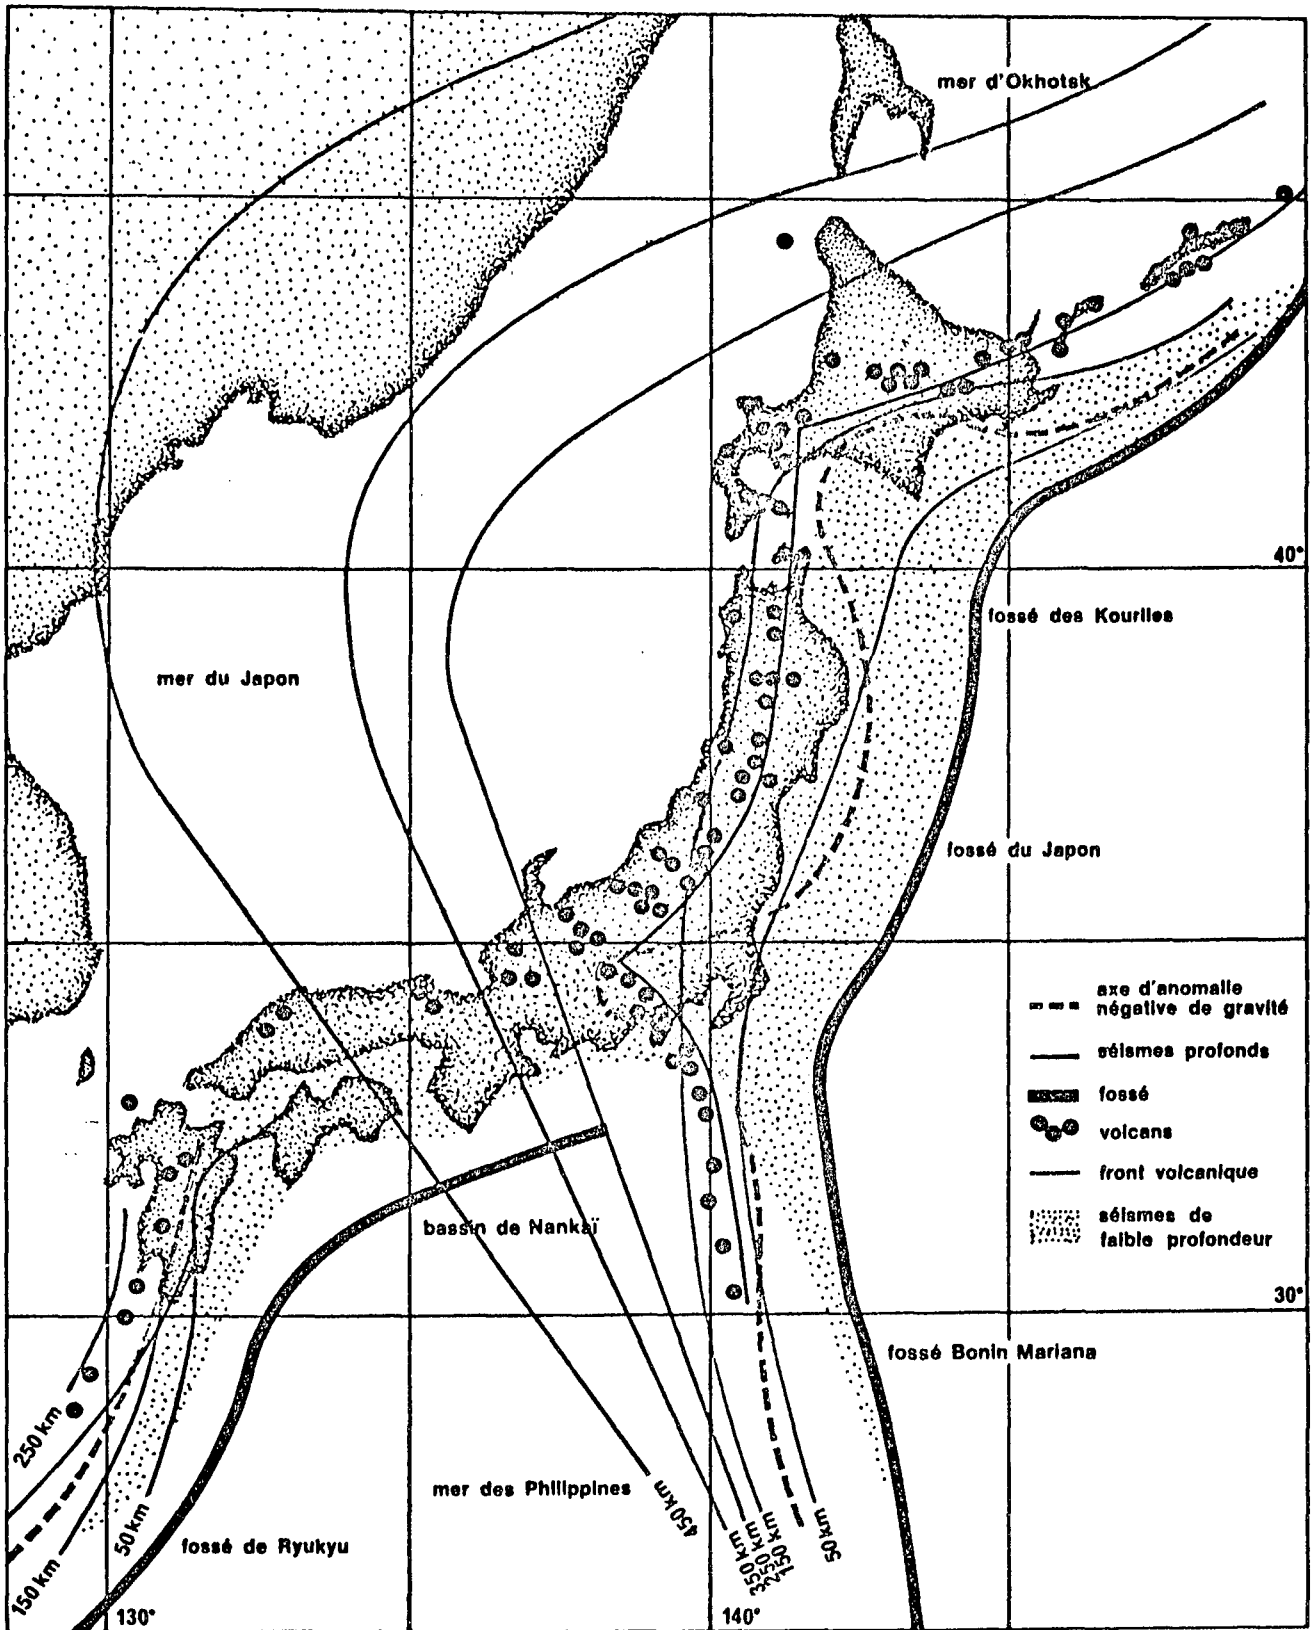 mer d'Okhotsk
40°
fossé des Kouriles
mer du Japon
fossé du Japon
axe d'anomalie
négative de gravité
séismes profonds
fossé
volcans
front volcanique
séismes de
faible profondeur
bassin de Nankaï
30°
fossé Bonin Mariana
250 km
mer des Philippines
450 km
50 km
350 km
250 km
150 km
50 km
fossé de Ryukyu
150 km
130°
140°